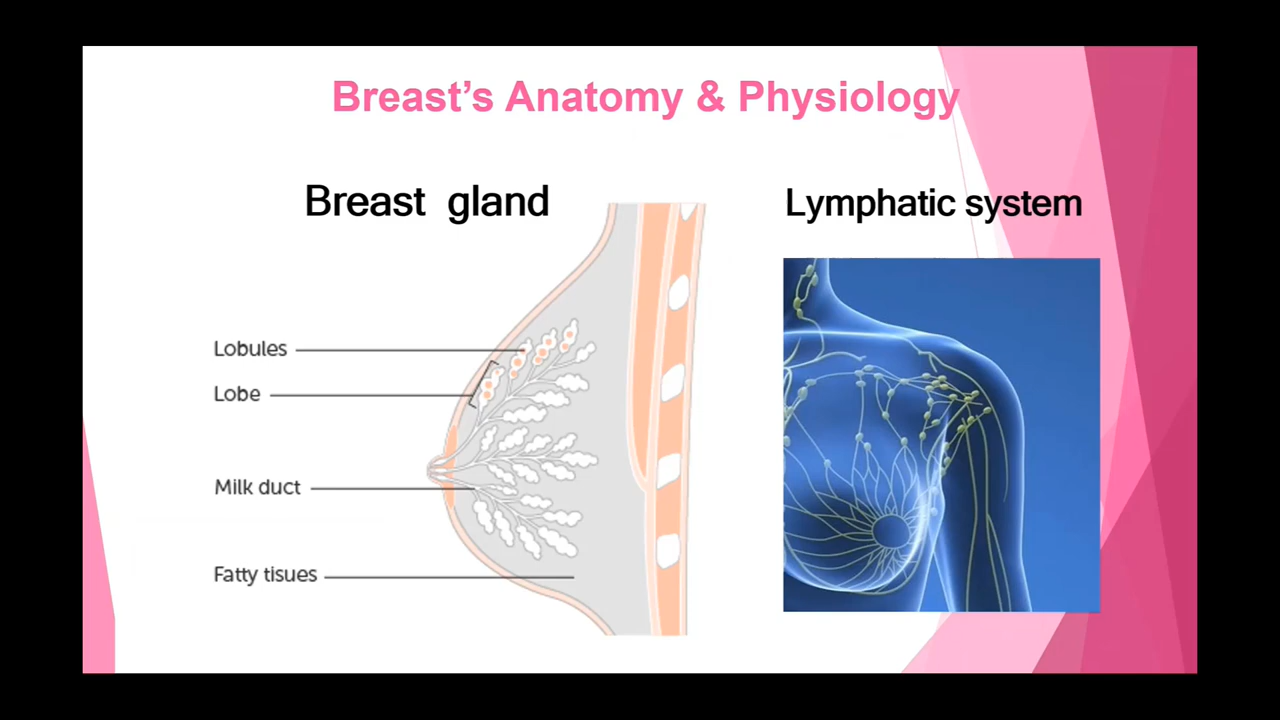 Breast’s Anatomy & Physiology
Breast gland
Lymphatic system
Lobules
Lobe
Milk duct
Fatty tisues